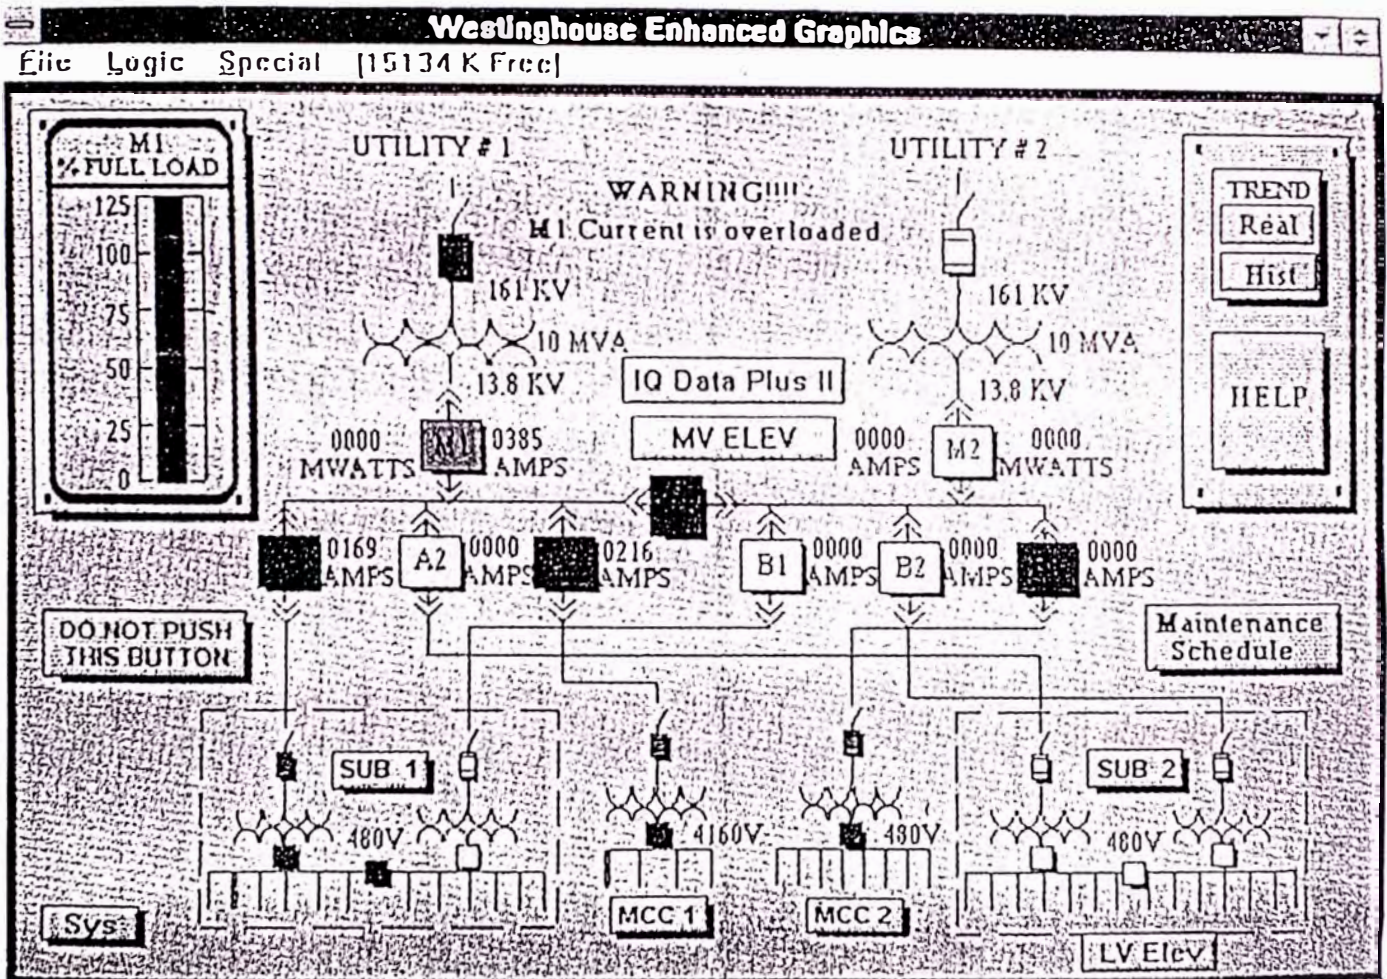 Westinghouse Enhanced Graphics
File Logic Special [15134 K Free]
M1
% FULL LOAD
125
100
75
50
25
0
UTILITY # 1
UTILITY # 2
WARNING!!!!
M1 Current is overloaded
TREND
Real
Hist
HELP
161 KV
10 MVA
13.8 KV
161 KV
10 MVA
13.8 KV
IQ Data Plus II
MV ELEV
0000
MWATTS
M1
0385
AMPS
0000
AMPS
M2
0000
MWATTS
0169
AMPS
A2
0000
AMPS
0216
AMPS
B1
0000
AMPS
B2
0000
AMPS
0000
AMPS
DO NOT PUSH
THIS BUTTON
Maintenance
Schedule
SUB 1
480V
4160V
480V
SUB 2
480V
Sys
MCC 1
MCC 2
LV Elev